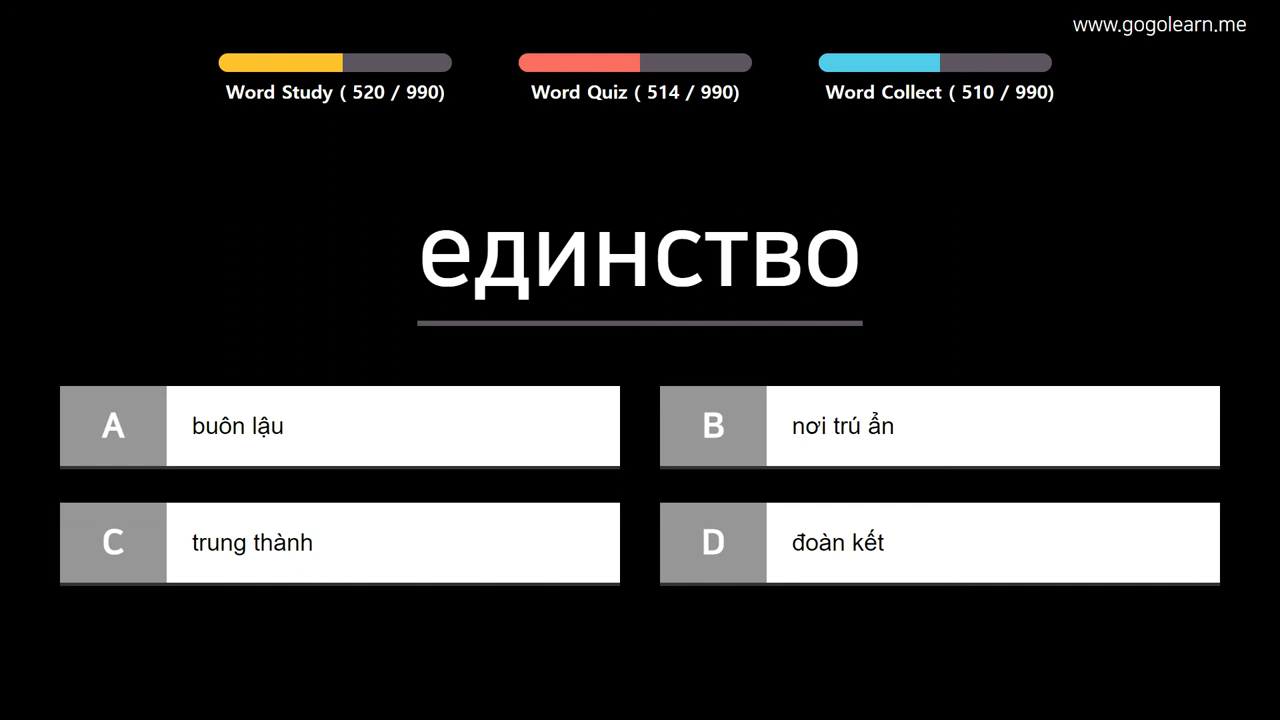 www.gogolearn.me
Word Study ( 520 / 990)
Word Quiz ( 514 / 990)
Word Collect ( 510 / 990)
единство
A buôn lậu
B nơi trú ẩn
C trung thành
D đoàn kết